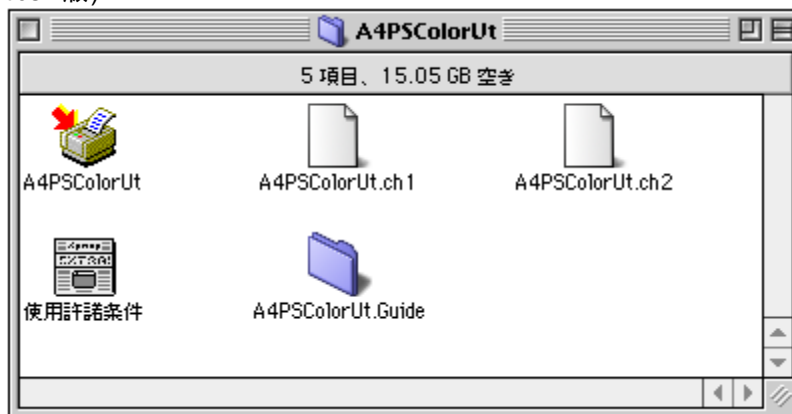 A4PSColorUt
5 項目、15.05 GB 空き
A4PSColorUt
A4PSColorUt.ch1
A4PSColorUt.ch2
EXTRA!
使用許諾条件
A4PSColorUt.Guide